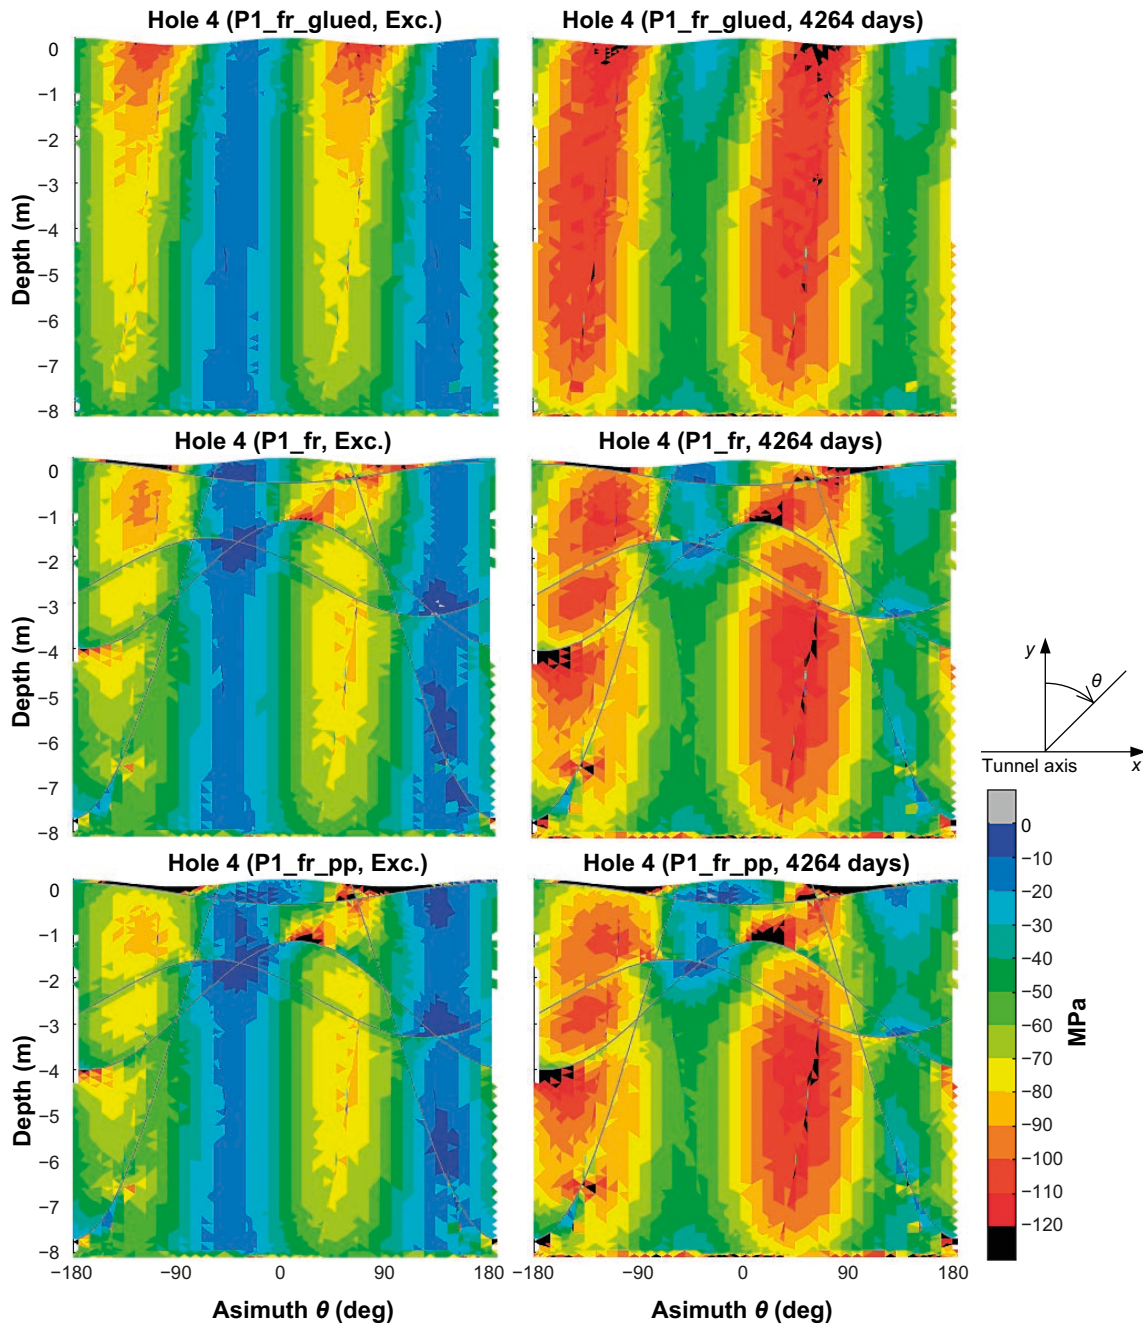 Hole 4 (P1_fr_glued, Exc.)
Hole 4 (P1_fr_glued, 4264 days)
0
−1
−2
−3
−4
−5
−6
−7
−8
Depth (m)
Hole 4 (P1_fr, Exc.)
Hole 4 (P1_fr, 4264 days)
0
−1
−2
−3
−4
−5
−6
−7
−8
Depth (m)
y
θ
Tunnel axis
x
Hole 4 (P1_fr_pp, Exc.)
Hole 4 (P1_fr_pp, 4264 days)
0
−1
−2
−3
−4
−5
−6
−7
−8
Depth (m)
0
−10
−20
−30
−40
−50
−60
−70
−80
−90
−100
−110
−120
MPa
−180 −90 0 90 180
−180 −90 0 90 180
Asimuth θ (deg)
Asimuth θ (deg)